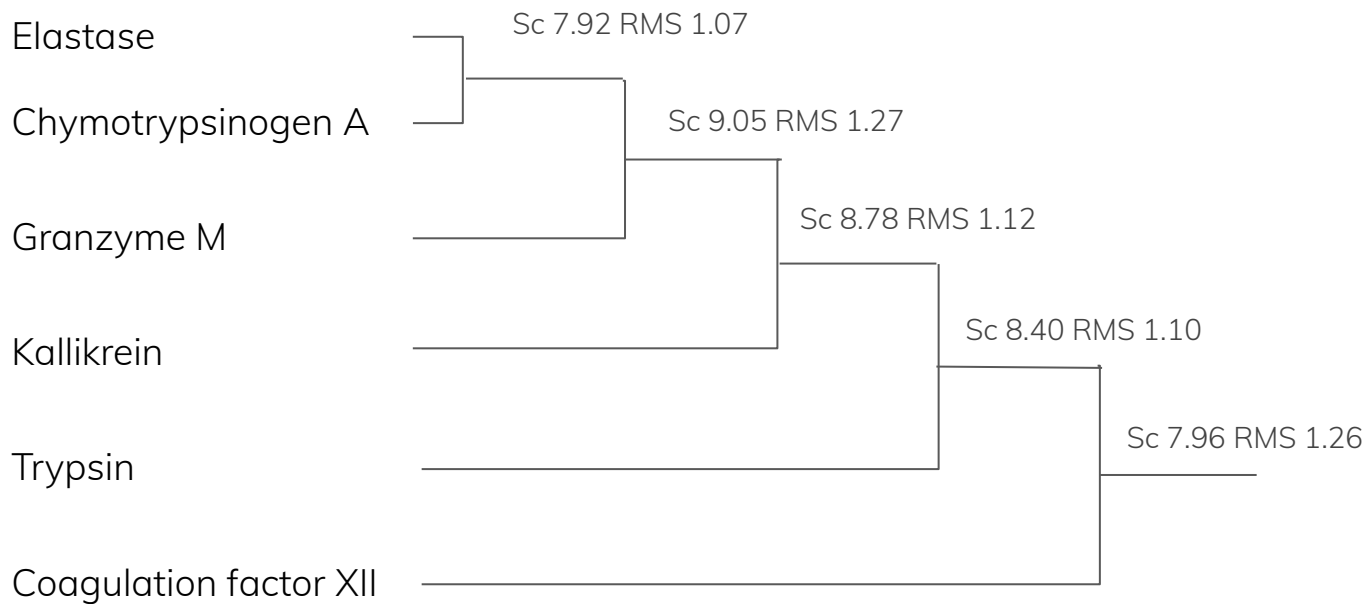 Elastase
Sc 7.92 RMS 1.07
Chymotrypsinogen A
Sc 9.05 RMS 1.27
Granzyme M
Sc 8.78 RMS 1.12
Kallikrein
Sc 8.40 RMS 1.10
Trypsin
Sc 7.96 RMS 1.26
Coagulation factor XII